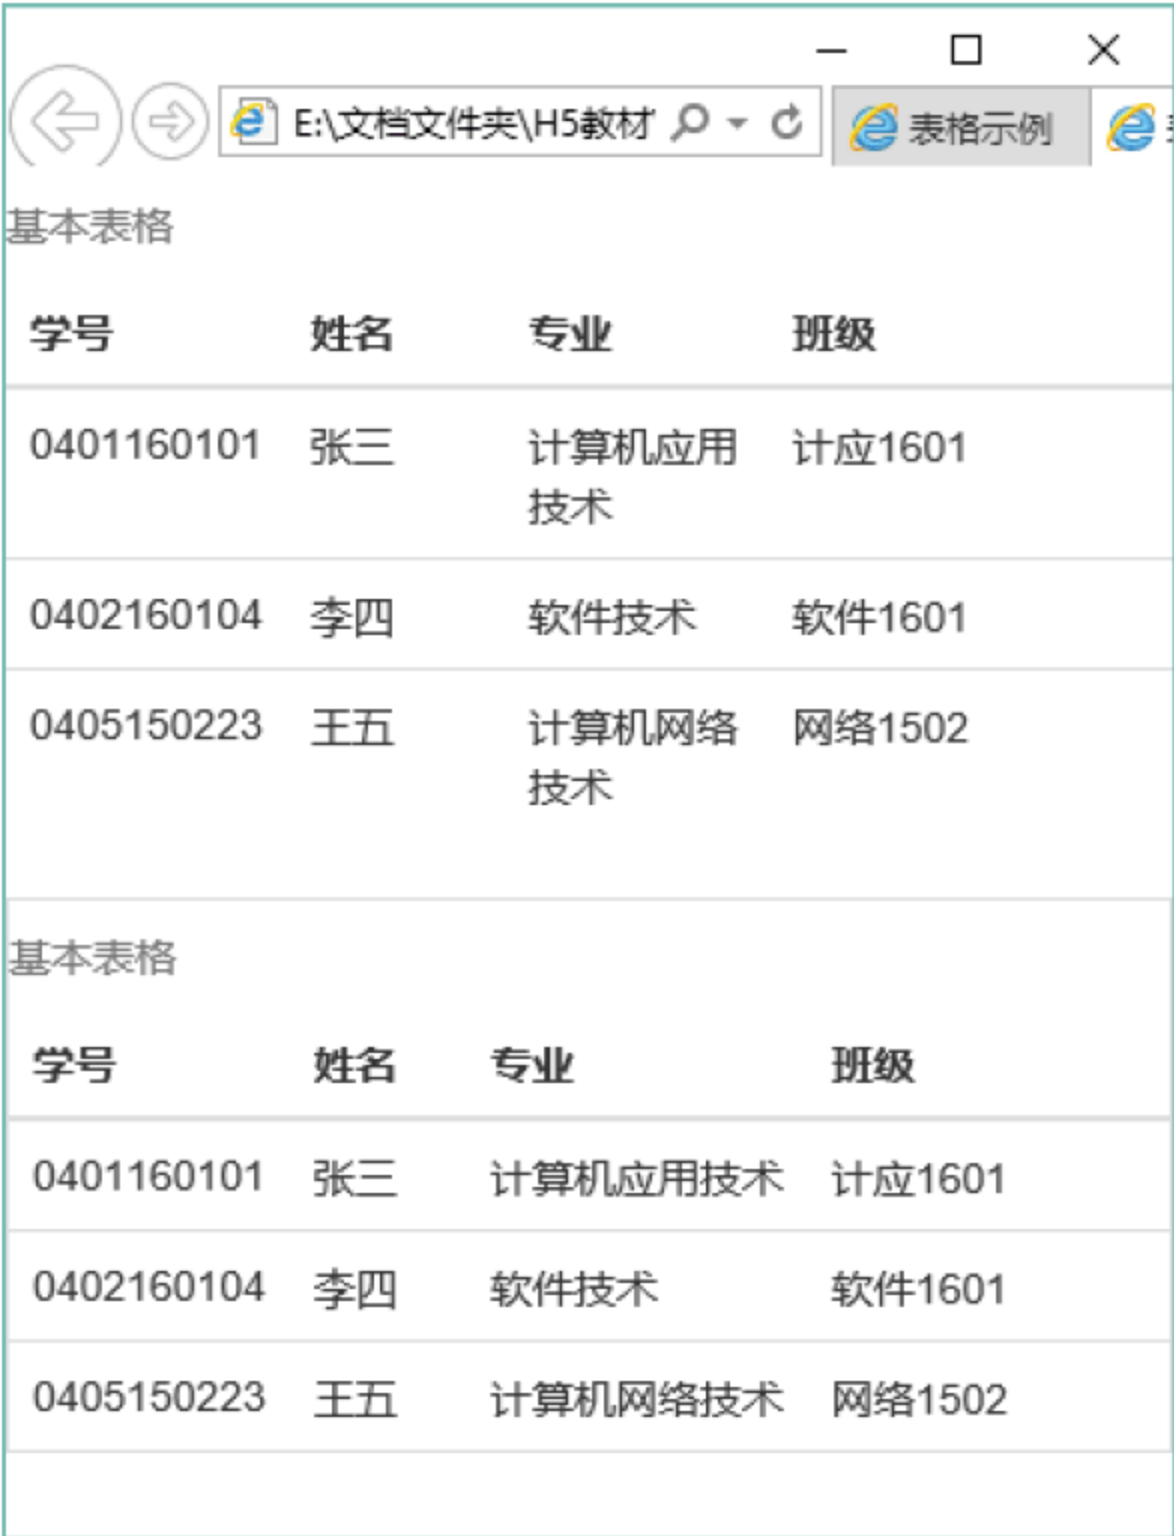 E:\文档文件夹\H5教材
表格示例
基本表格
学号 姓名 专业 班级
0401160101 张三 计算机应用 计应1601
技术
0402160104 李四 软件技术 软件1601
0405150223 王五 计算机网络 网络1502
技术
基本表格
学号 姓名 专业 班级
0401160101 张三 计算机应用技术 计应1601
0402160104 李四 软件技术 软件1601
0405150223 王五 计算机网络技术 网络1502